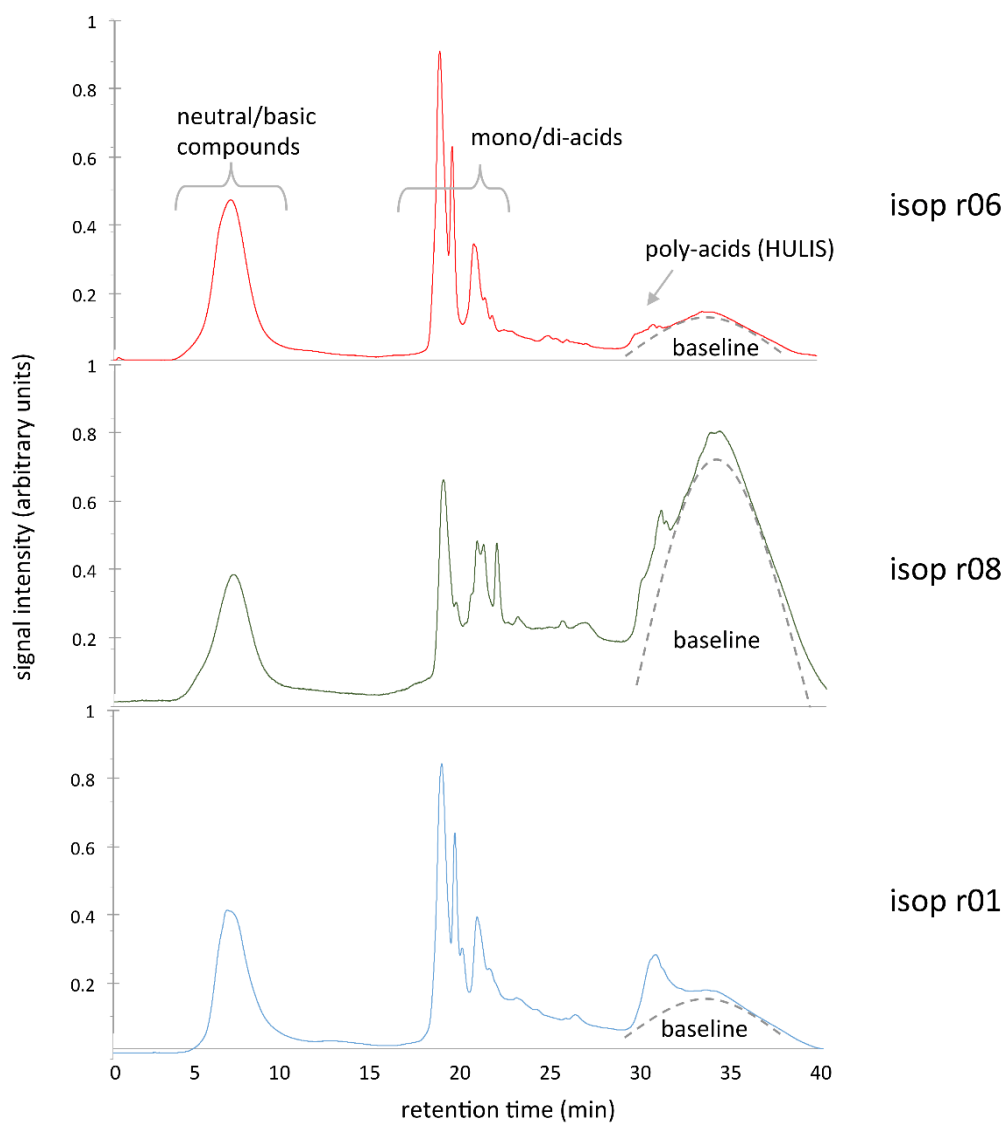 1
0.8
0.6
0.4
0.2
neutral/basic
compounds
mono/di-acids
poly-acids (HULIS)
baseline
isop r06
1
0.8
0.6
0.4
0.2
baseline
isop r08
signal intensity (arbitrary units)
1
0.8
0.6
0.4
0.2
baseline
isop r01
0 5 10 15 20 25 30 35 40
retention time (min)